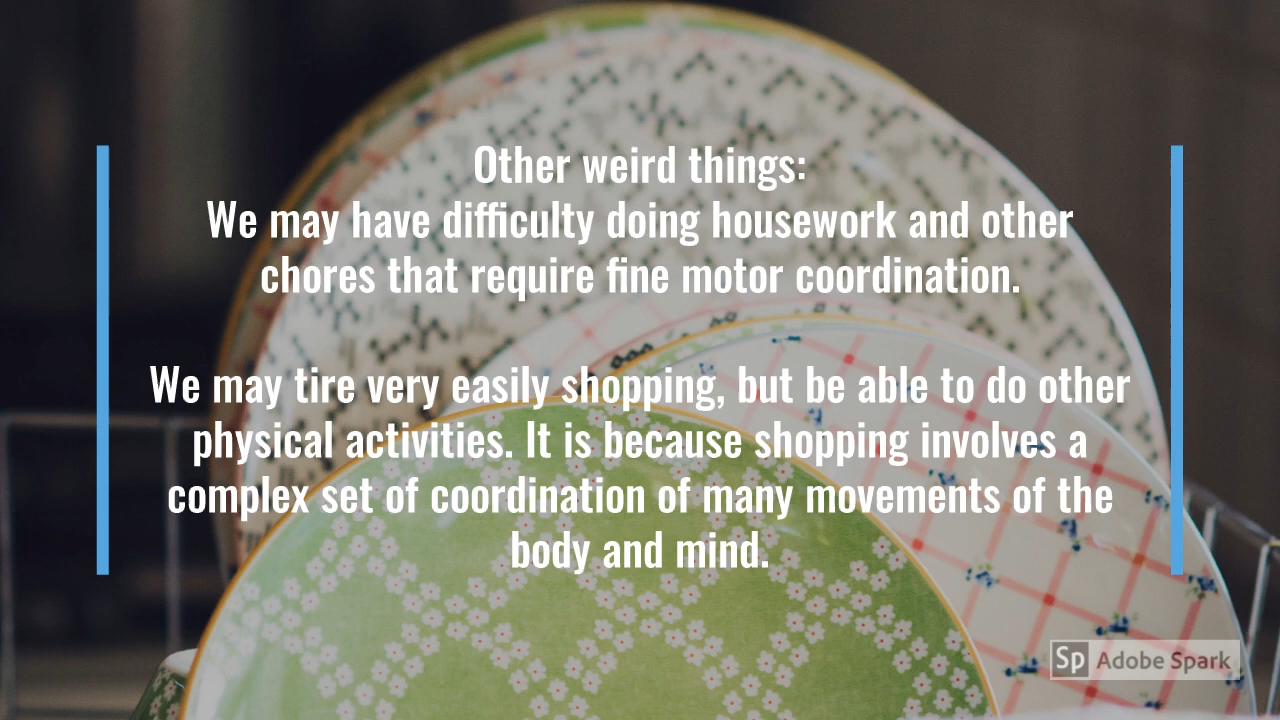 Other weird things:
We may have difficulty doing housework and other
chores that require fine motor coordination.
We may tire very easily shopping, but be able to do other
physical activities. It is because shopping involves a
complex set of coordination of many movements of the
body and mind.
Sp Adobe Spark